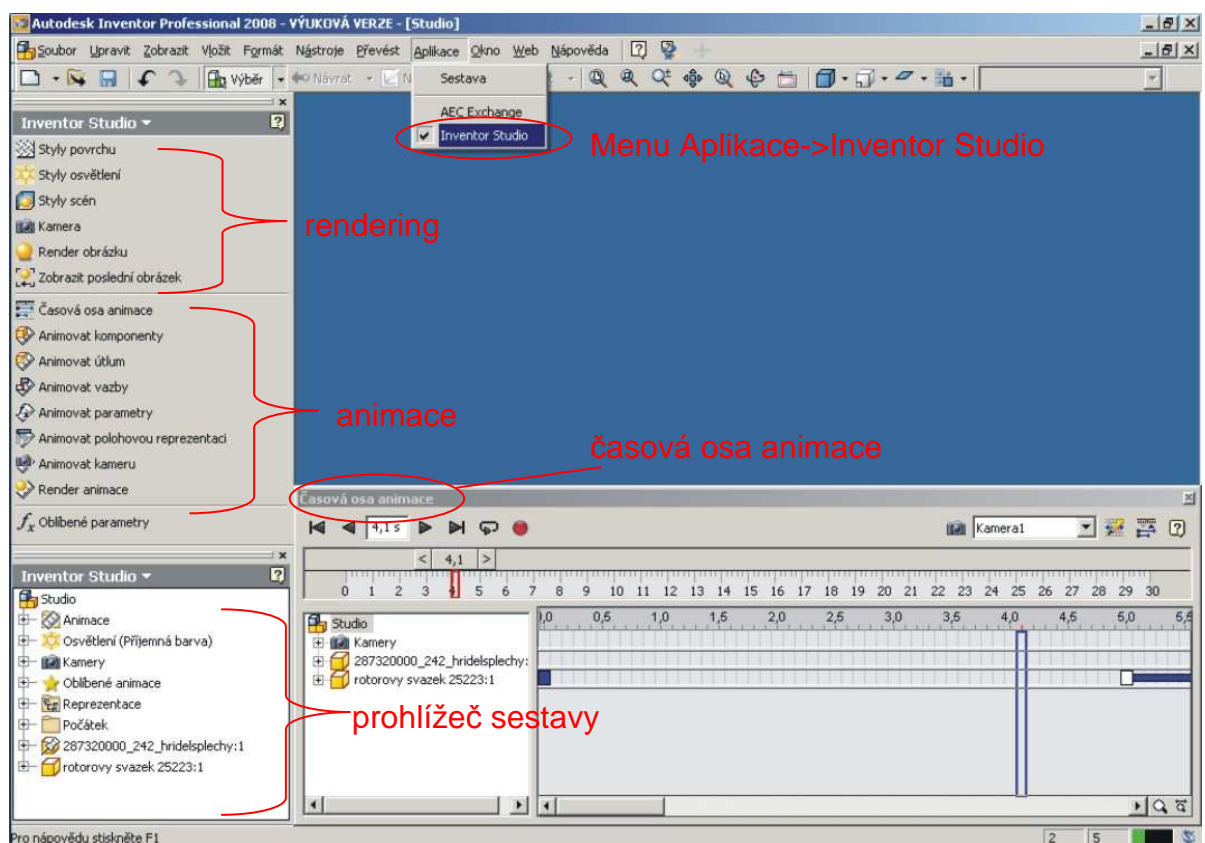 Autodesk Inventor Professional 2008 - VÝUKOVÁ VERZE - [Studio]
Soubor Upravit Zobrazit Vložit Formát Nástroje Převést Aplikace Okno Web Nápověda
Výběr Návrat
Sestava
AEC Exchange
Inventor Studio
Menu Aplikace->Inventor Studio
Inventor Studio
Styly povrchu
Styly osvětlení
Styly scén
Kamera
Render obrázku
Zobrazit poslední obrázek
rendering
Časová osa animace
Animovat komponenty
Animovat útlum
Animovat vazby
Animovat parametry
Animovat polohovou reprezentaci
Animovat kameru
Render animace
Oblíbené parametry
animace
časová osa animace
Časová osa animace
4,1 s
Kamera1
< 4,1 >
0 1 2 3 4 5 6 7 8 9 10 11 12 13 14 15 16 17 18 19 20 21 22 23 24 25 26 27 28 29 30
Inventor Studio
Studio
Animace
Osvětlení (Příjemná barva)
Kamery
Oblíbené animace
Reprezentace
Počátek
287320000_242_hridelsplechy:1
rotorovy svazek 25223:1
prohlížeč sestavy
Studio
Kamery
287320000_242_hridelsplechy:
rotorovy svazek 25223:1
0,5 1,0 1,5 2,0 2,5 3,0 3,5 4,0 4,5 5,0
Pro nápovědu stiskněte F1
2 5